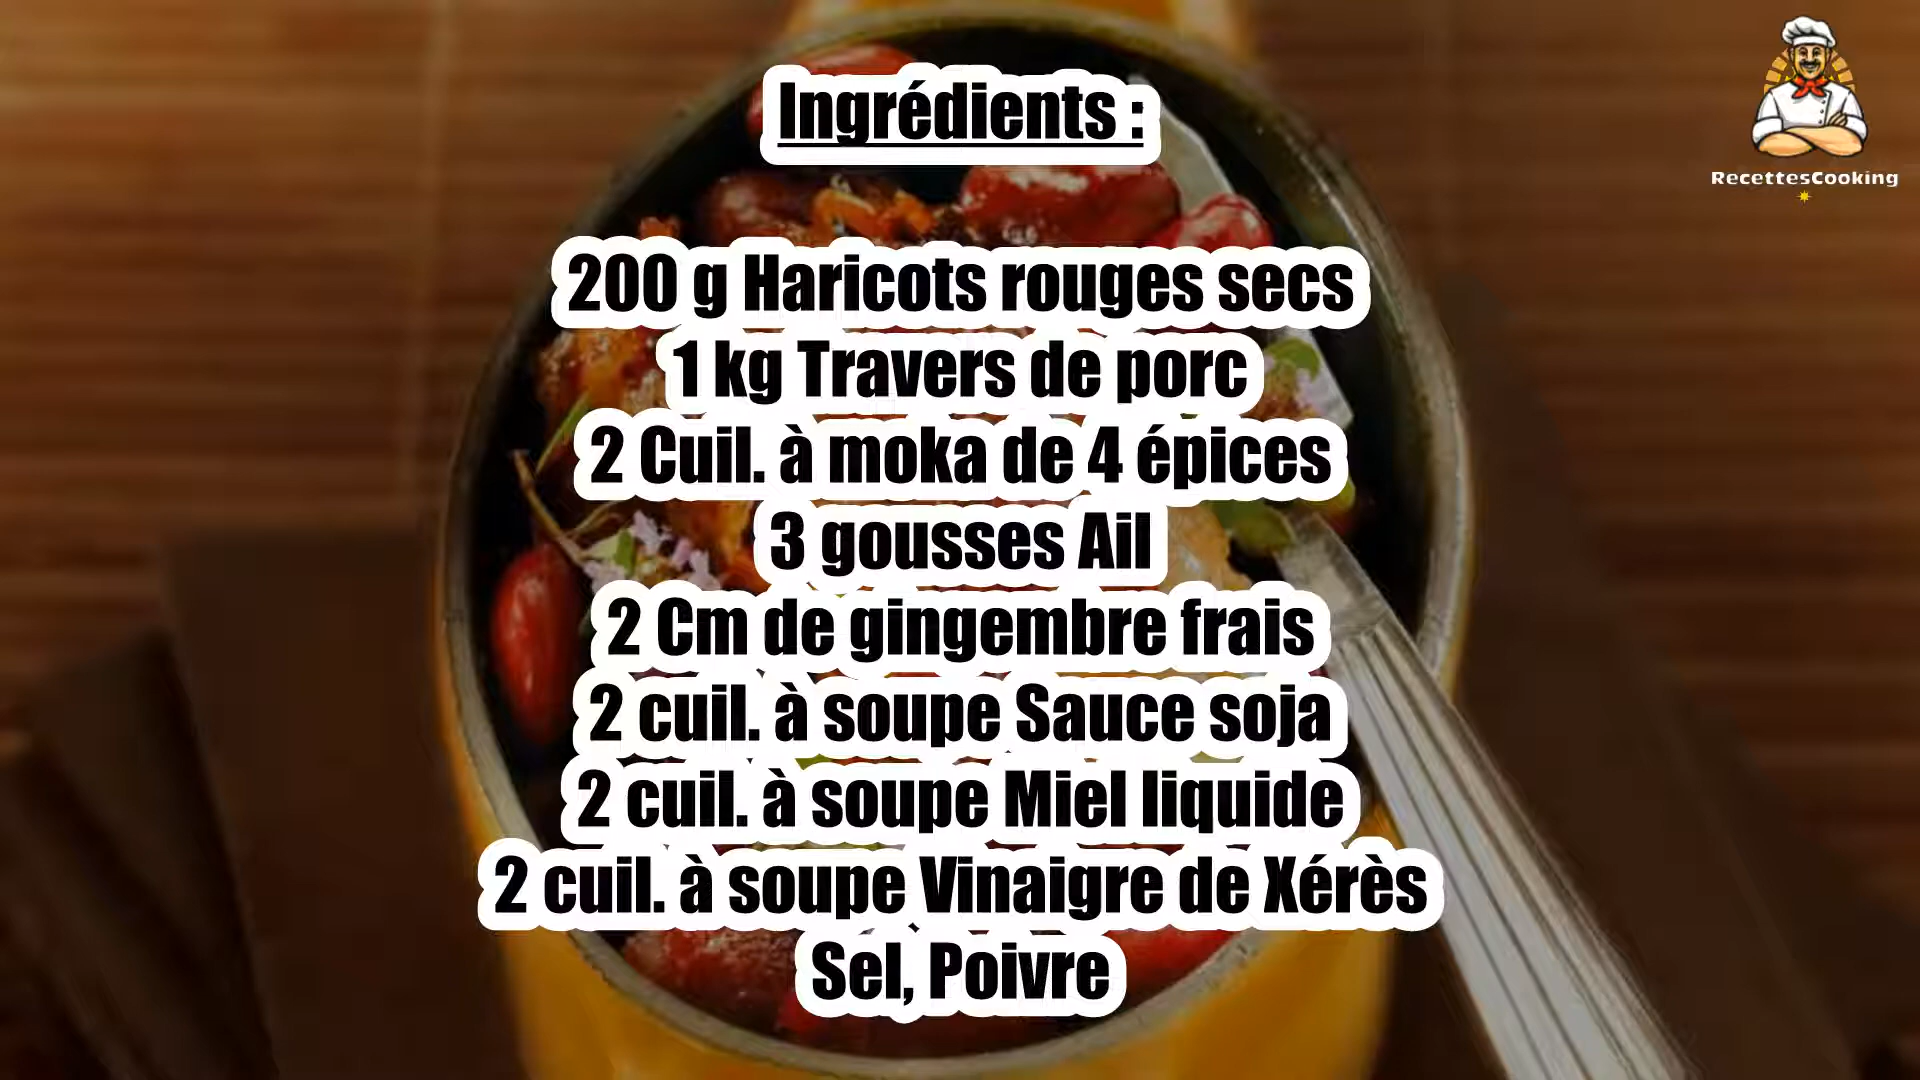 Ingrédients :
RecettesCooking
200 g Haricots rouges secs
1 kg Travers de porc
2 Cuil. à moka de 4 épices
3 gousses Ail
2 Cm de gingembre frais
2 cuil. à soupe Sauce soja
2 cuil. à soupe Miel liquide
2 cuil. à soupe Vinaigre de Xérès
Sel, Poivre